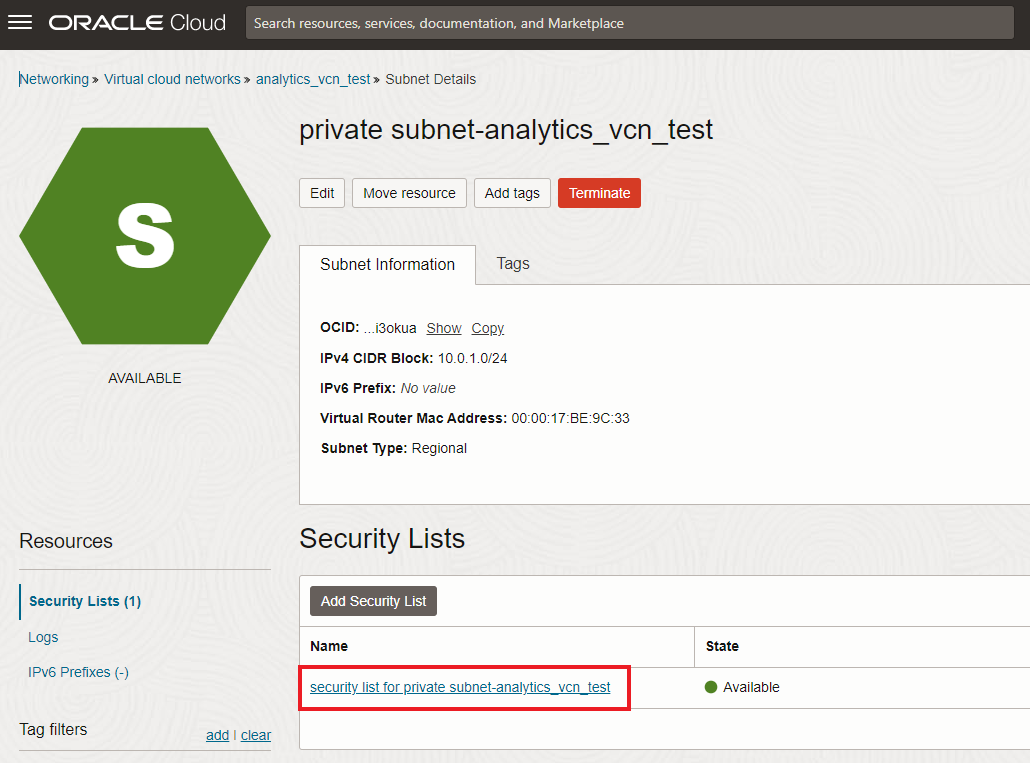 ORACLE Cloud
Search resources, services, documentation, and Marketplace
Networking » Virtual cloud networks » analytics_vcn_test » Subnet Details
S
AVAILABLE
private subnet-analytics_vcn_test
Edit Move resource Add tags Terminate
Subnet Information Tags
OCID: ...i3okua Show Copy
IPv4 CIDR Block: 10.0.1.0/24
IPv6 Prefix: No value
Virtual Router Mac Address: 00:00:17:BE:9C:33
Subnet Type: Regional
Resources
Security Lists (1)
Logs
IPv6 Prefixes (-)
Tag filters add | clear
Security Lists
Add Security List
Name State
security list for private subnet-analytics_vcn_test Available